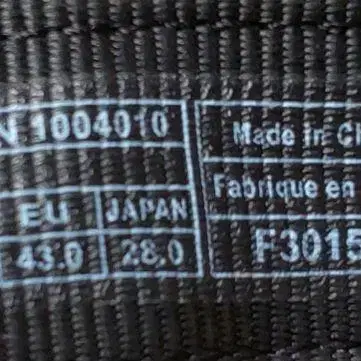 N 1004010
EU JAPAN
43.0 28.0
Made in C
Fabrique en
F3015